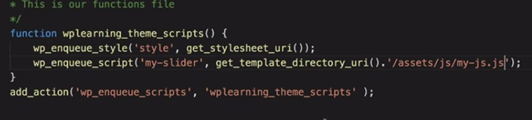 * This is our functions file
*/
function wplearning_theme_scripts() {
wp_enqueue_style('style', get_stylesheet_uri());
wp_enqueue_script('my-slider', get_template_directory_uri().'/assets/js/my-js.js');
}
add_action('wp_enqueue_scripts', 'wplearning_theme_scripts' );